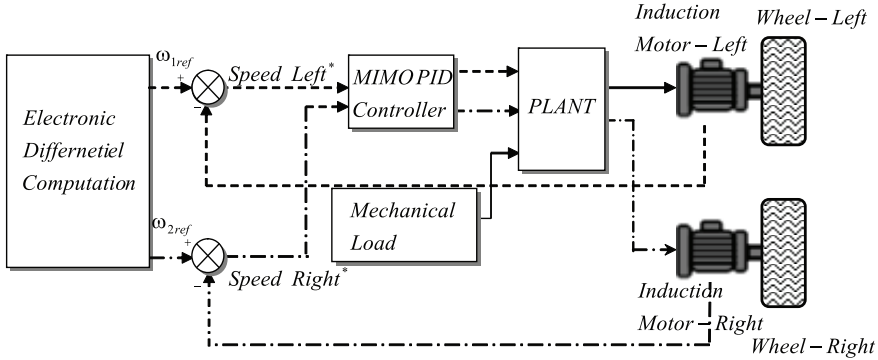 Induction
Motor – Left
Wheel – Left
ω1ref
+
–
Speed Left*
MIMO PID
Controller
PLANT
Electronic
Differnetiel
Computation
Mechanical
Load
ω2ref
+
–
Speed Right*
Induction
Motor – Right
Wheel – Right